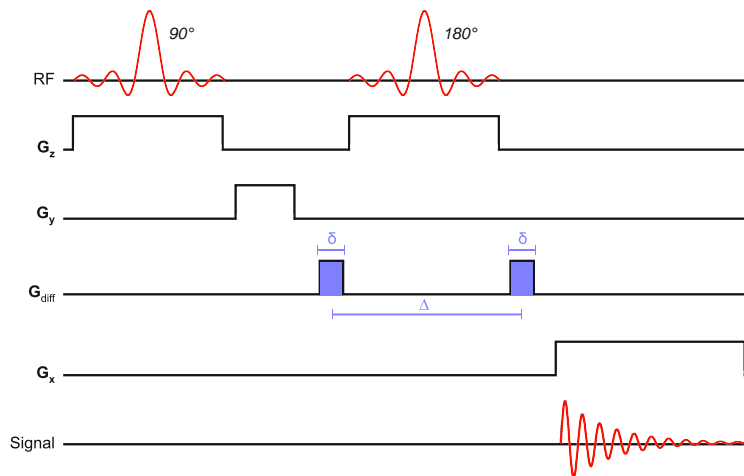 90°
180°
RF
Gz
Gy
δ
δ
Gdiff
Δ
Gx
Signal